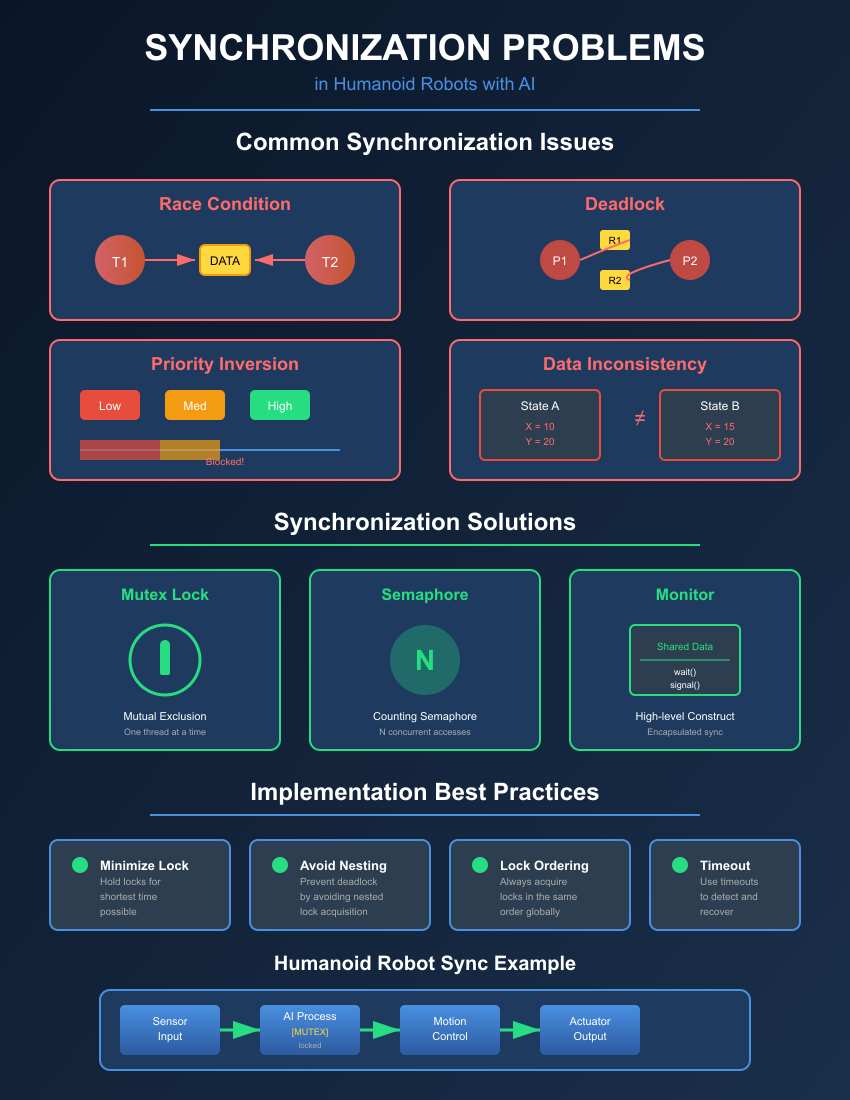 SYNCHRONIZATION PROBLEMS
in Humanoid Robots with AI
Common Synchronization Issues
Race Condition
T1
DATA
T2
Deadlock
P1
R1
R2
P2
Priority Inversion
Low
Med
High
Blocked!
Data Inconsistency
State A
X = 10
Y = 20
≠
State B
X = 15
Y = 20
Synchronization Solutions
Mutex Lock
Mutual Exclusion
One thread at a time
Semaphore
N
Counting Semaphore
N concurrent accesses
Monitor
Shared Data
wait()
signal()
High-level Construct
Encapsulated sync
Implementation Best Practices
Minimize Lock
Hold locks for
shortest time
possible
Avoid Nesting
Prevent deadlock
by avoiding nested
lock acquisition
Lock Ordering
Always acquire
locks in the same
order globally
Timeout
Use timeouts
to detect and
recover
Humanoid Robot Sync Example
Sensor
Input
AI Process
[MUTEX]
locked
Motion
Control
Actuator
Output